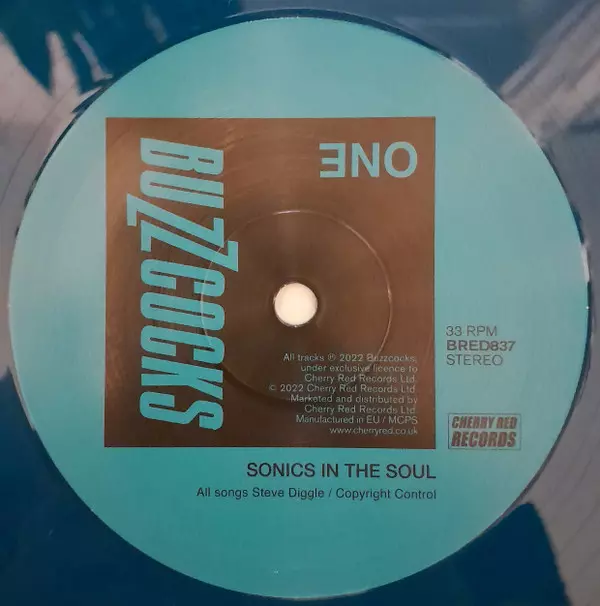 BUZZCOCKS
ONE
33 RPM
BRED837
STEREO
All tracks ℗ 2022 Buzzcocks,
under exclusive licence to
Cherry Red Records Ltd.
© 2022 Cherry Red Records Ltd.
Marketed and distributed by
Cherry Red Records Ltd.
Manufactured in EU / MCPS
www.cherryred.co.uk
CHERRY RED
RECORDS
SONICS IN THE SOUL
All songs Steve Diggle / Copyright Control